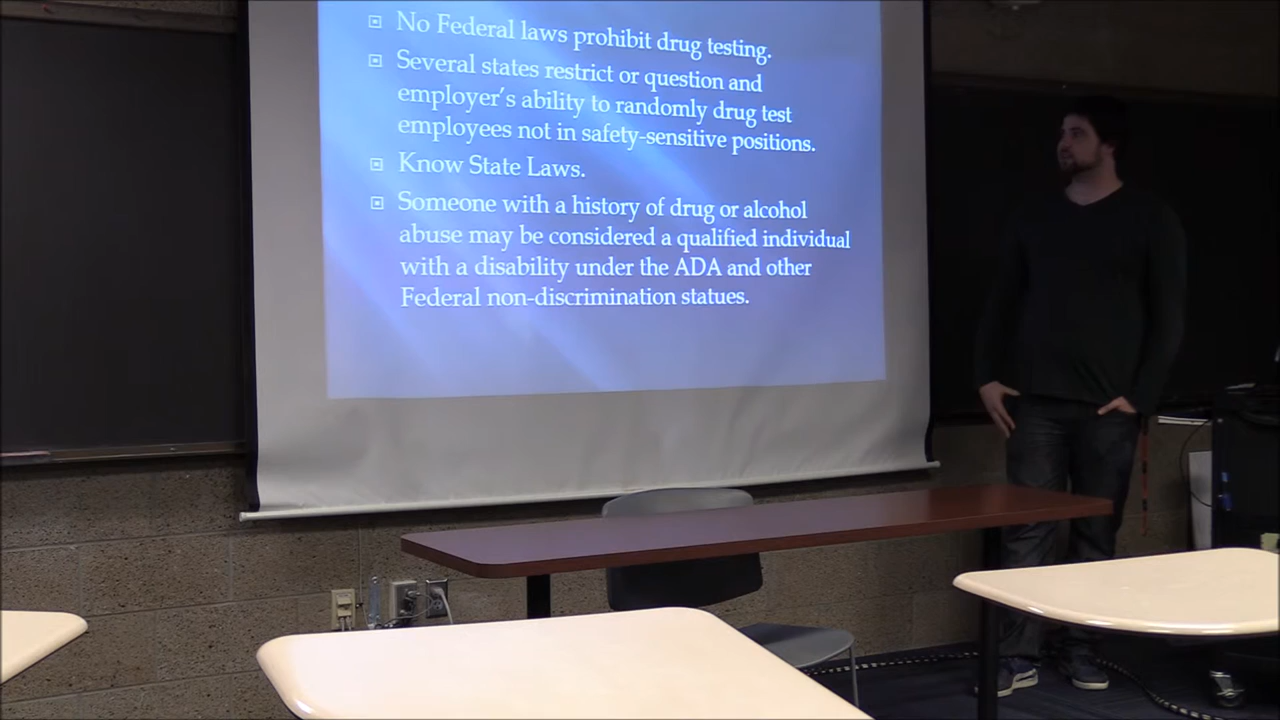 No Federal laws prohibit drug testing.
Several states restrict or question and
employer's ability to randomly drug test
employees not in safety-sensitive positions.
Know State Laws.
Someone with a history of drug or alcohol
abuse may be considered a qualified individual
with a disability under the ADA and other
Federal non-discrimination statues.